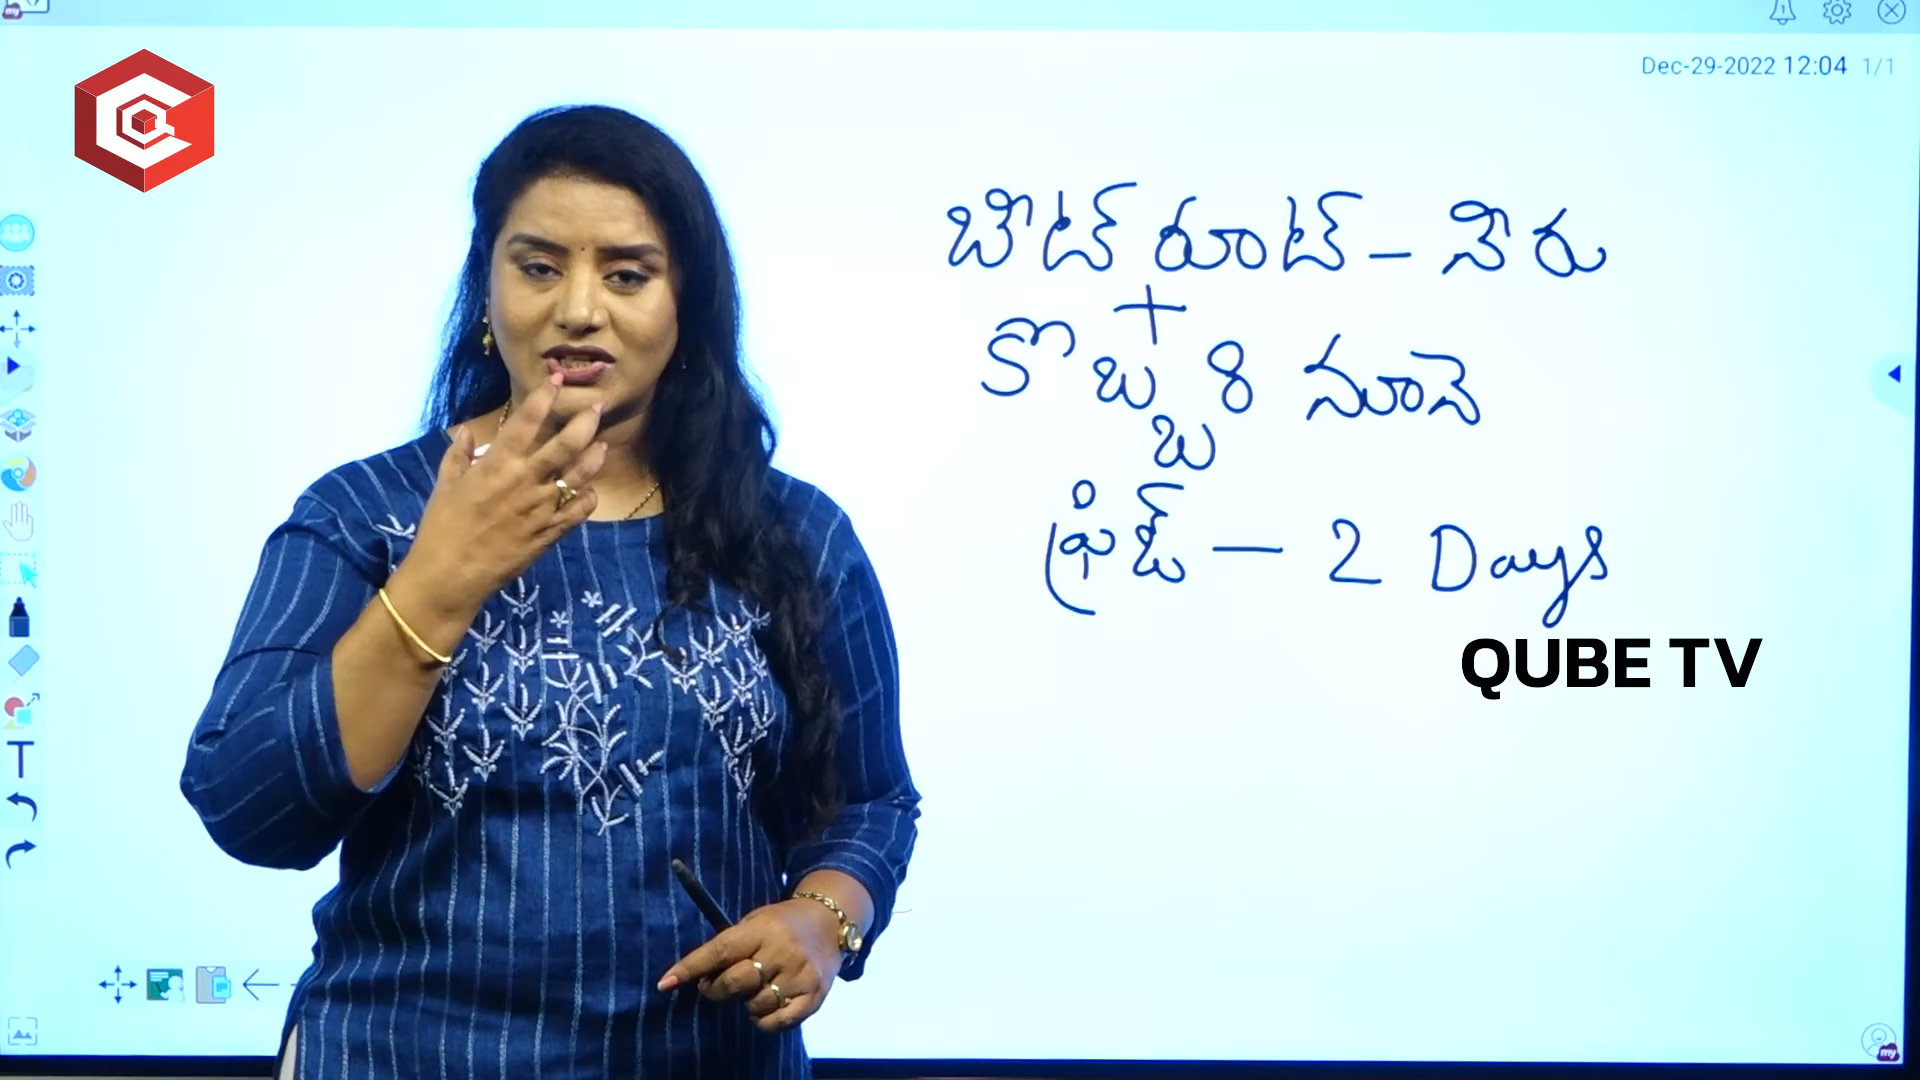 Dec-29-2022 12:04 1/1
బీట్ రూట్ - నీరు
+
కొబ్బరి నూనె
ఫ్రిజ్ - 2 Days
QUBE TV